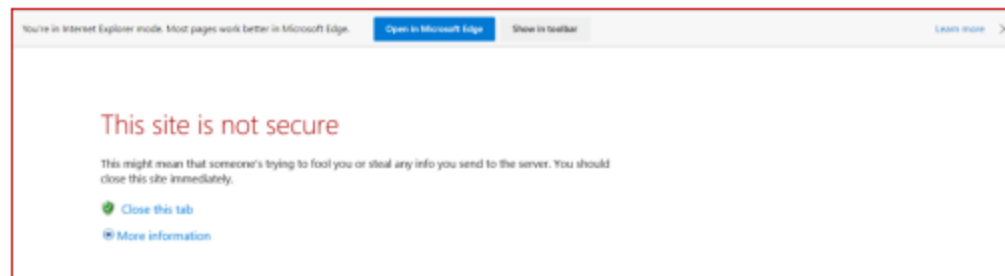 You're in Internet Explorer mode. Most pages work better in Microsoft Edge. Open in Microsoft Edge Show in toolbar Learn more
This site is not secure
This might mean that someone's trying to fool you or steal any info you send to the server. You should
close this site immediately.
Close this tab
More information